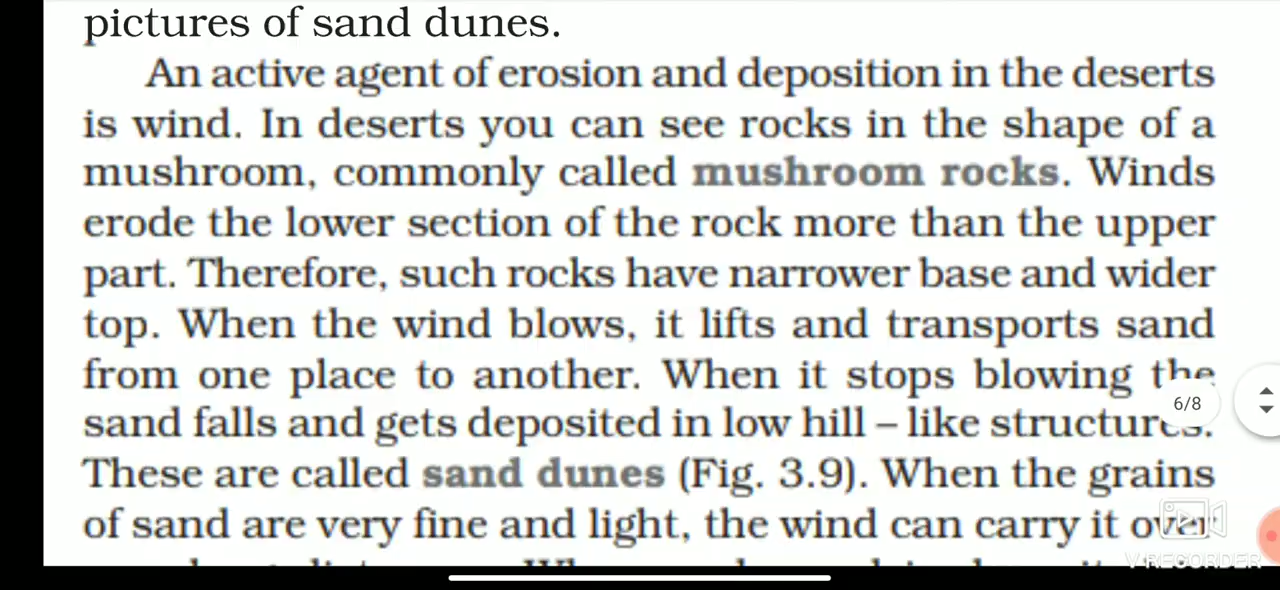 pictures of sand dunes.
An active agent of erosion and deposition in the deserts
is wind. In deserts you can see rocks in the shape of a
mushroom, commonly called mushroom rocks. Winds
erode the lower section of the rock more than the upper
part. Therefore, such rocks have narrower base and wider
top. When the wind blows, it lifts and transports sand
from one place to another. When it stops blowing the
sand falls and gets deposited in low hill – like structures.
These are called sand dunes (Fig. 3.9). When the grains
of sand are very fine and light, the wind can carry it over
6/8
V RECORDER